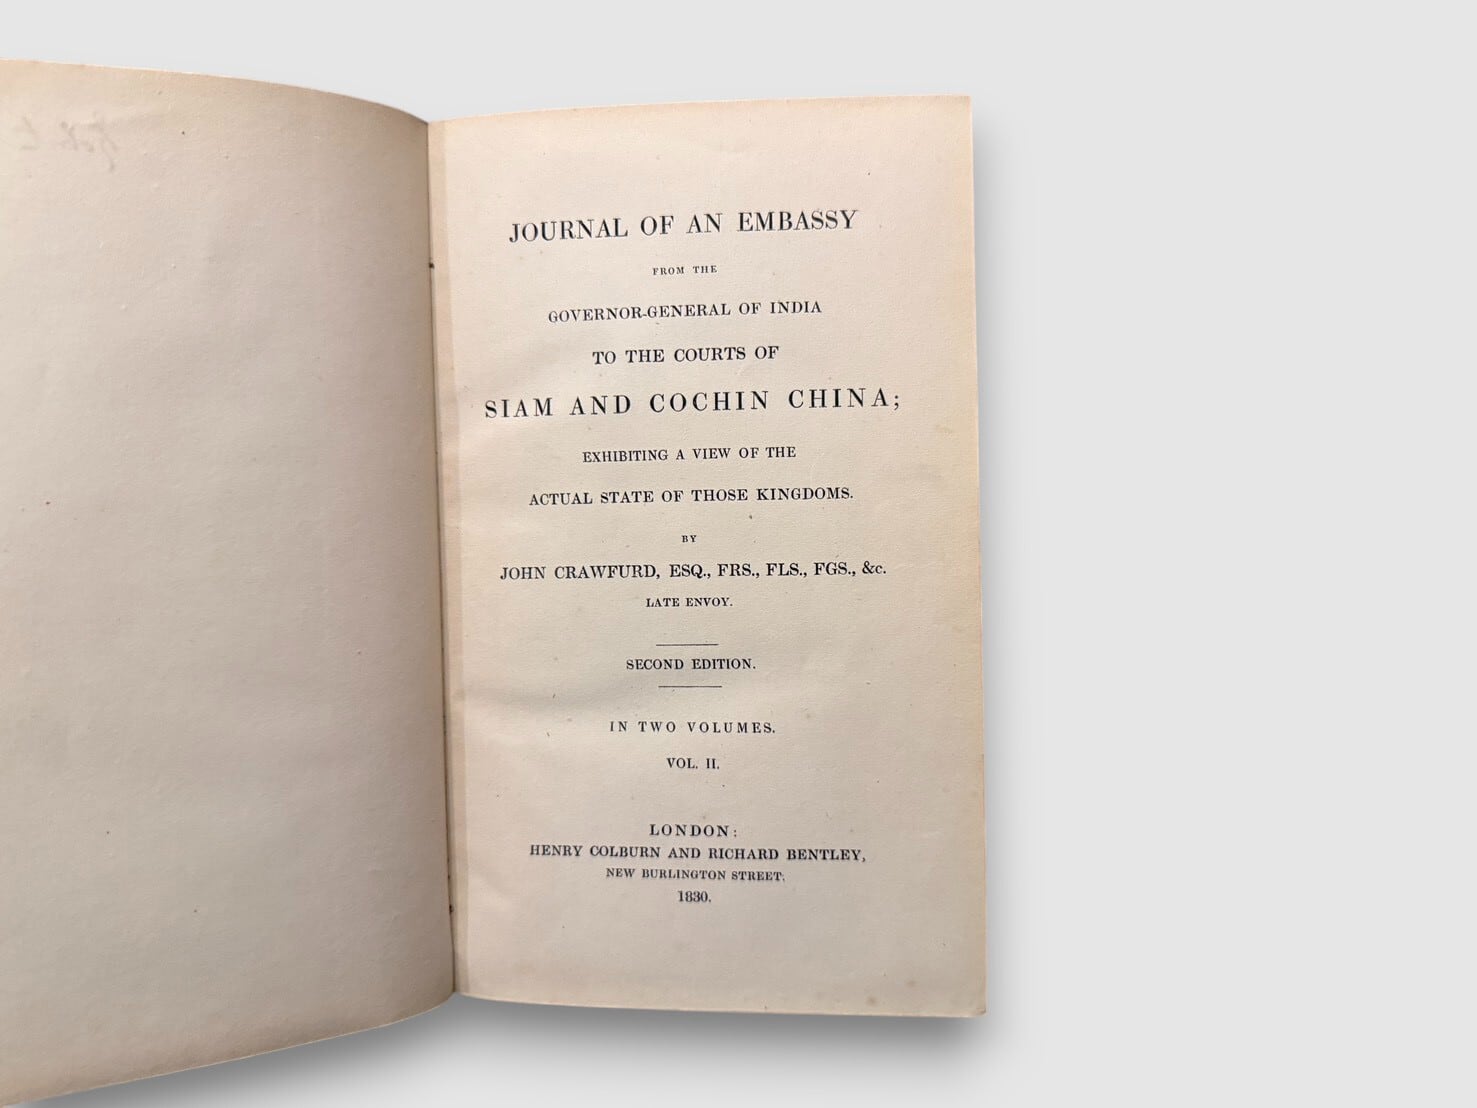 JOURNAL OF AN EMBASSY
FROM THE
GOVERNOR-GENERAL OF INDIA
TO THE COURTS OF
SIAM AND COCHIN CHINA;
EXHIBITING A VIEW OF THE
ACTUAL STATE OF THOSE KINGDOMS.
BY
JOHN CRAWFURD, ESQ., FRS., FLS., FGS., &c.
LATE ENVOY.
SECOND EDITION.
IN TWO VOLUMES.
VOL. II.
LONDON:
HENRY COLBURN AND RICHARD BENTLEY,
NEW BURLINGTON STREET.
1830.